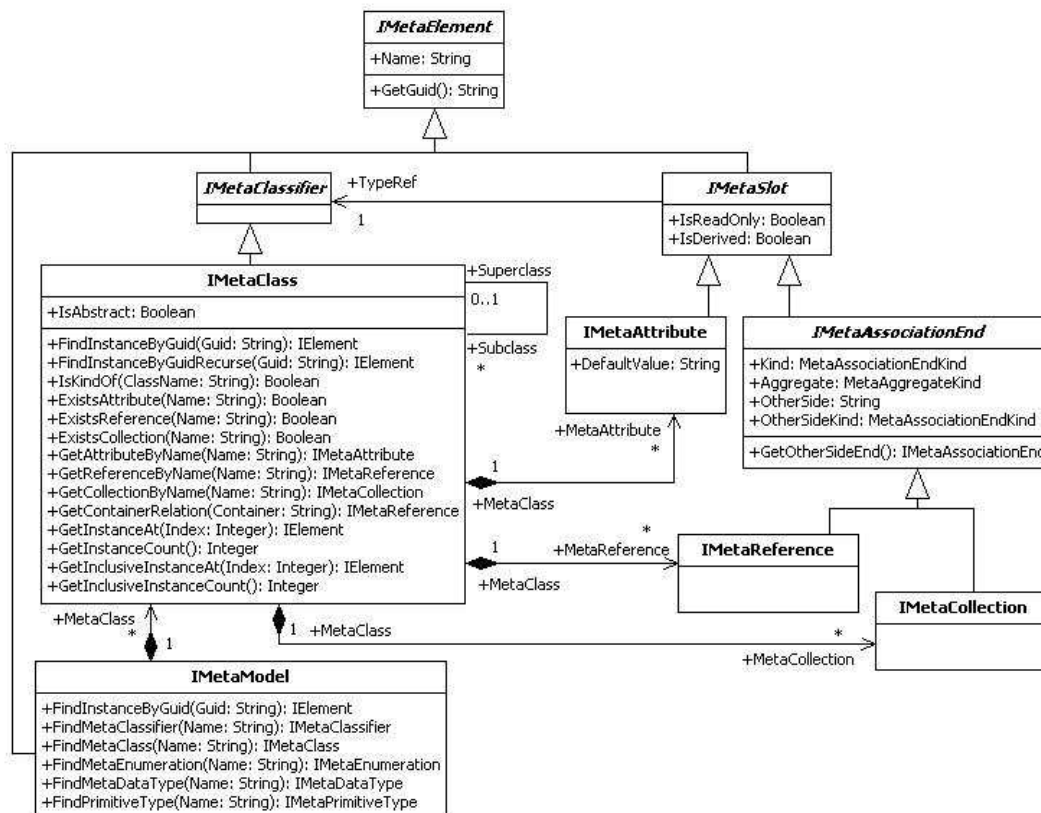 IMetaElement
+Name: String
+GetGuid(): String
IMetaClassifier
+TypeRef
1
IMetaSlot
+IsReadOnly: Boolean
+IsDerived: Boolean
IMetaClass
+IsAbstract: Boolean
+FindInstanceByGuid(Guid: String): IElement
+FindInstanceByGuidRecurse(Guid: String): IElement
+IsKindOf(ClassName: String): Boolean
+ExistsAttribute(Name: String): Boolean
+ExistsReference(Name: String): Boolean
+ExistsCollection(Name: String): Boolean
+GetAttributeByName(Name: String): IMetaAttribute
+GetReferenceByName(Name: String): IMetaReference
+GetCollectionByName(Name: String): IMetaCollection
+GetContainerRelation(Container: String): IMetaReference
+GetInstanceAt(Index: Integer): IElement
+GetInstanceCount(): Integer
+GetInclusiveInstanceAt(Index: Integer): IElement
+GetInclusiveInstanceCount(): Integer
+Superclass
0..1
+Subclass
*
IMetaAttribute
+DefaultValue: String
IMetaAssociationEnd
+Kind: MetaAssociationEndKind
+Aggregate: MetaAggregateKind
+OtherSide: String
+OtherSideKind: MetaAssociationEndKind
+GetOtherSideEnd(): IMetaAssociationEnd
+MetaAttribute
*
1
+MetaClass
*
1
+MetaReference
+MetaClass
IMetaReference
IMetaCollection
+MetaClass
*
1
1
+MetaClass
*
+MetaCollection
IMetaModel
+FindInstanceByGuid(Guid: String): IElement
+FindMetaClassifier(Name: String): IMetaClassifier
+FindMetaClass(Name: String): IMetaClass
+FindMetaEnumeration(Name: String): IMetaEnumeration
+FindMetaDataType(Name: String): IMetaDataType
+FindPrimitiveType(Name: String): IMetaPrimitiveType